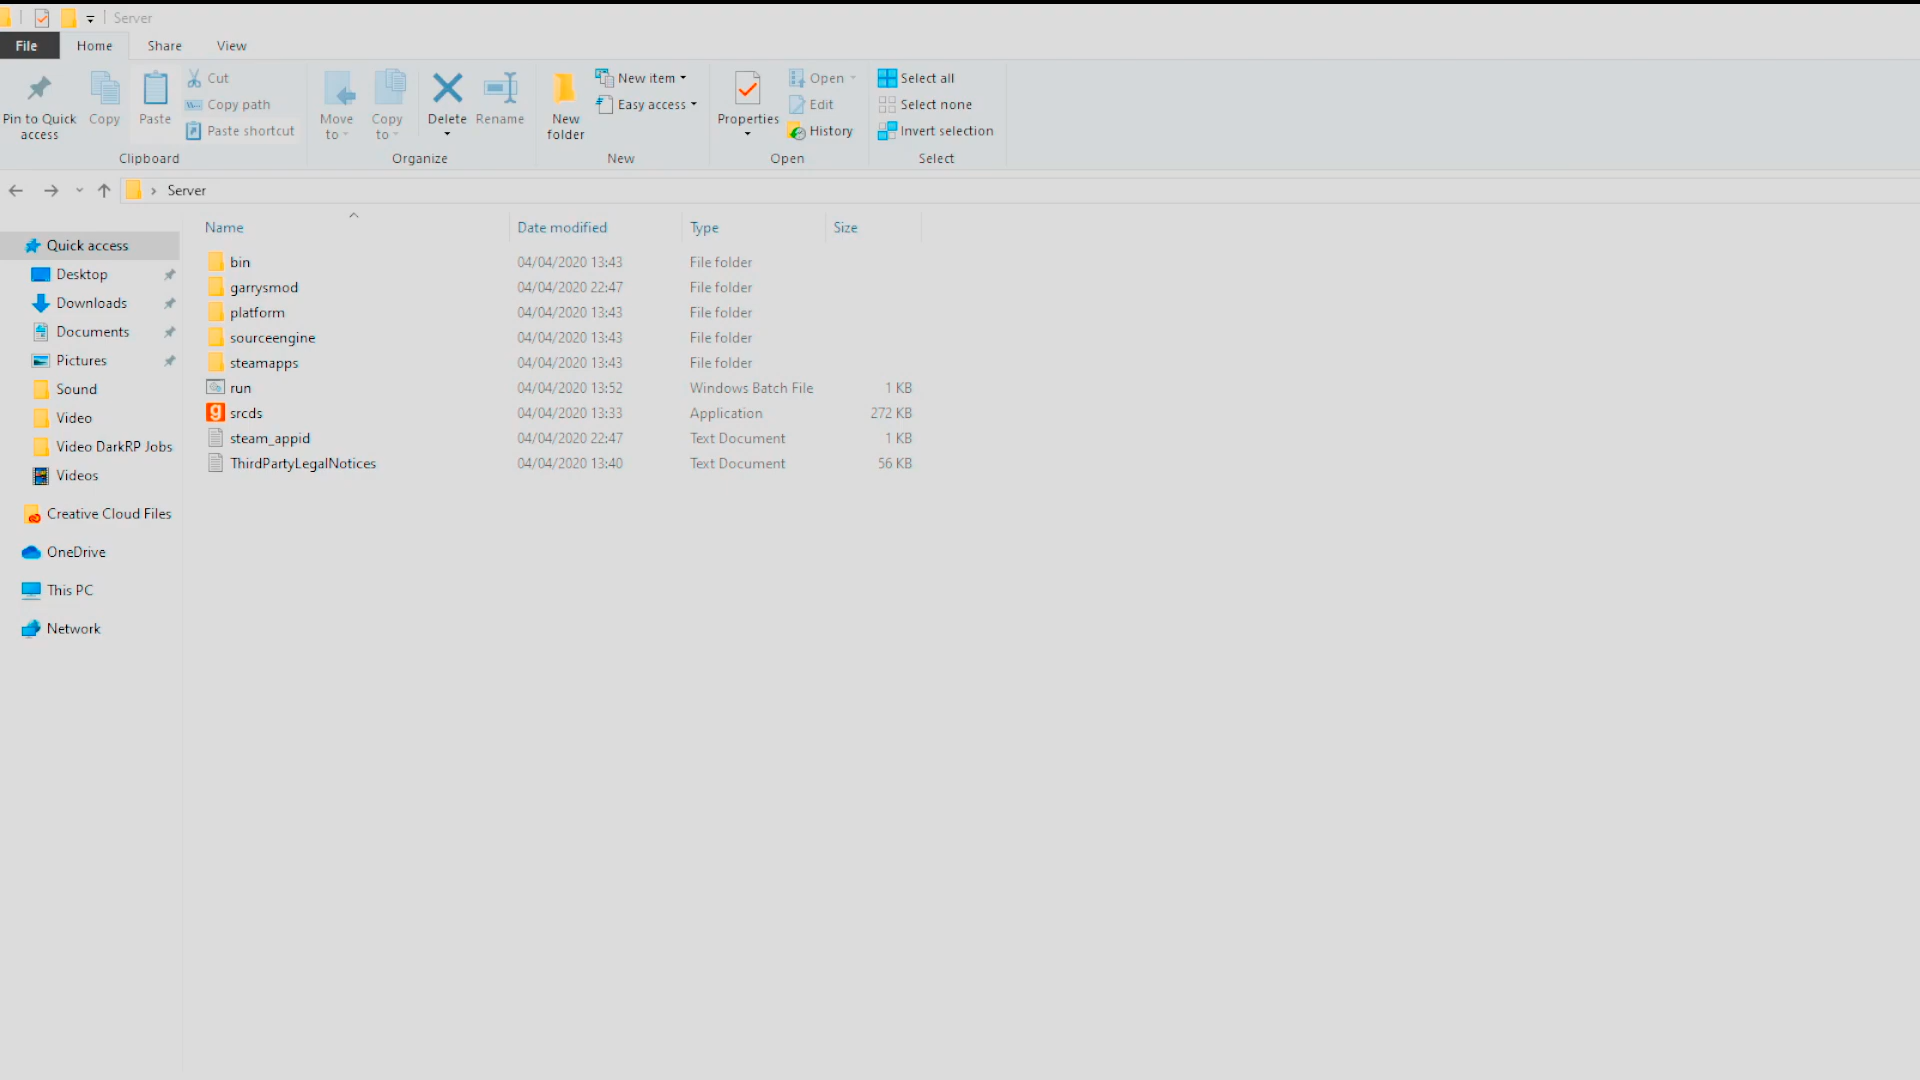 Server
File Home Share View
Pin to Quick access
Copy
Paste
Cut
Copy path
Paste shortcut
Clipboard
Move to
Copy to
Delete
Rename
Organize
New folder
New item
Easy access
New
Properties
Open
Edit
History
Open
Select all
Select none
Invert selection
Select
Server
Quick access
Desktop
Downloads
Documents
Pictures
Sound
Video
Video DarkRP Jobs
Videos
Creative Cloud Files
OneDrive
This PC
Network
Name Date modified Type Size
bin 04/04/2020 13:43 File folder
garrysmod 04/04/2020 22:47 File folder
platform 04/04/2020 13:43 File folder
sourceengine 04/04/2020 13:43 File folder
steamapps 04/04/2020 13:43 File folder
run 04/04/2020 13:52 Windows Batch File 1 KB
srcds 04/04/2020 13:33 Application 272 KB
steam_appid 04/04/2020 22:47 Text Document 1 KB
ThirdPartyLegalNotices 04/04/2020 13:40 Text Document 56 KB